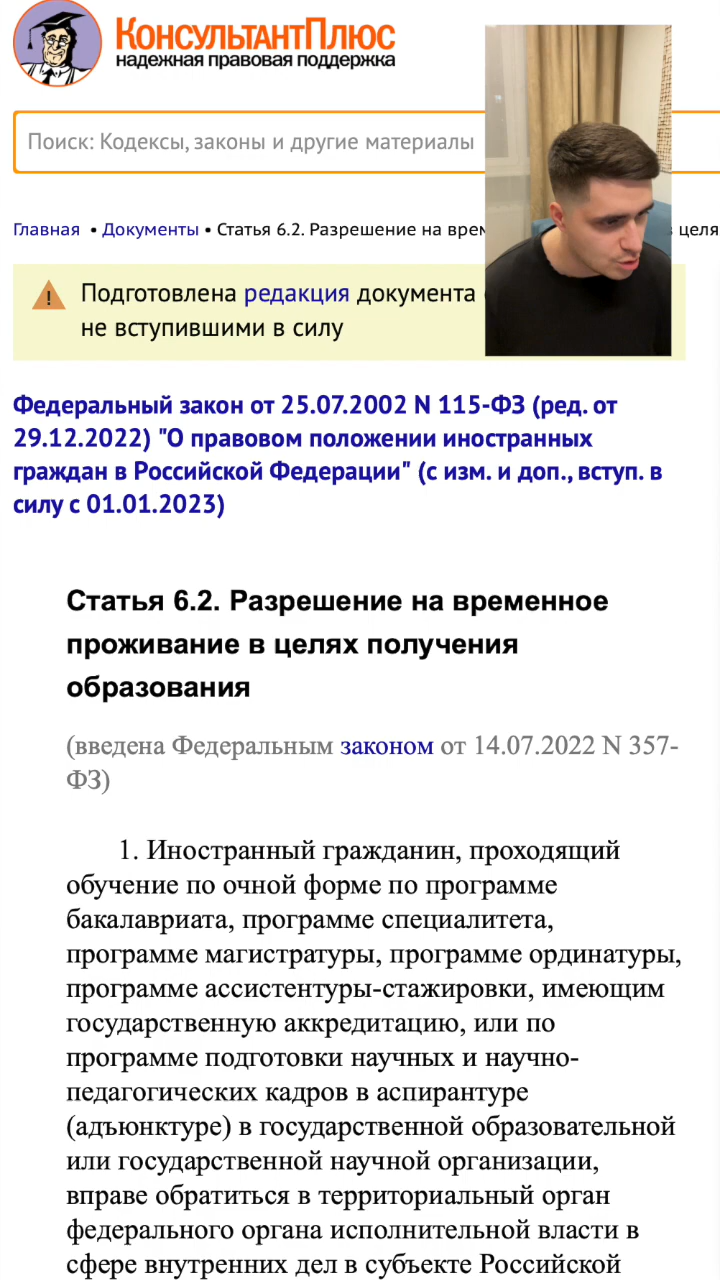 КонсультантПлюс
надежная правовая поддержка
Поиск: Кодексы, законы и другие материалы
Главная • Документы • Статья 6.2. Разрешение на целя
! Подготовлена редакция документа
не вступившими в силу
Федеральный закон от 25.07.2002 N 115-ФЗ (ред. от
29.12.2022) "О правовом положении иностранных
граждан в Российской Федерации" (с изм. и доп., вступ. в
силу с 01.01.2023)
Статья 6.2. Разрешение на временное
проживание в целях получения
образования
(введена Федеральным законом от 14.07.2022 N 357-
ФЗ)
1. Иностранный гражданин, проходящий
обучение по очной форме по программе
бакалавриата, программе специалитета,
программе магистратуры, программе ординатуры,
программе ассистентуры-стажировки, имеющим
государственную аккредитацию, или по
программе подготовки научных и научно-
педагогических кадров в аспирантуре
(адъюнктуре) в государственной образовательной
или государственной научной организации,
вправе обратиться в территориальный орган
федерального органа исполнительной власти в
сфере внутренних дел в субъекте Российской